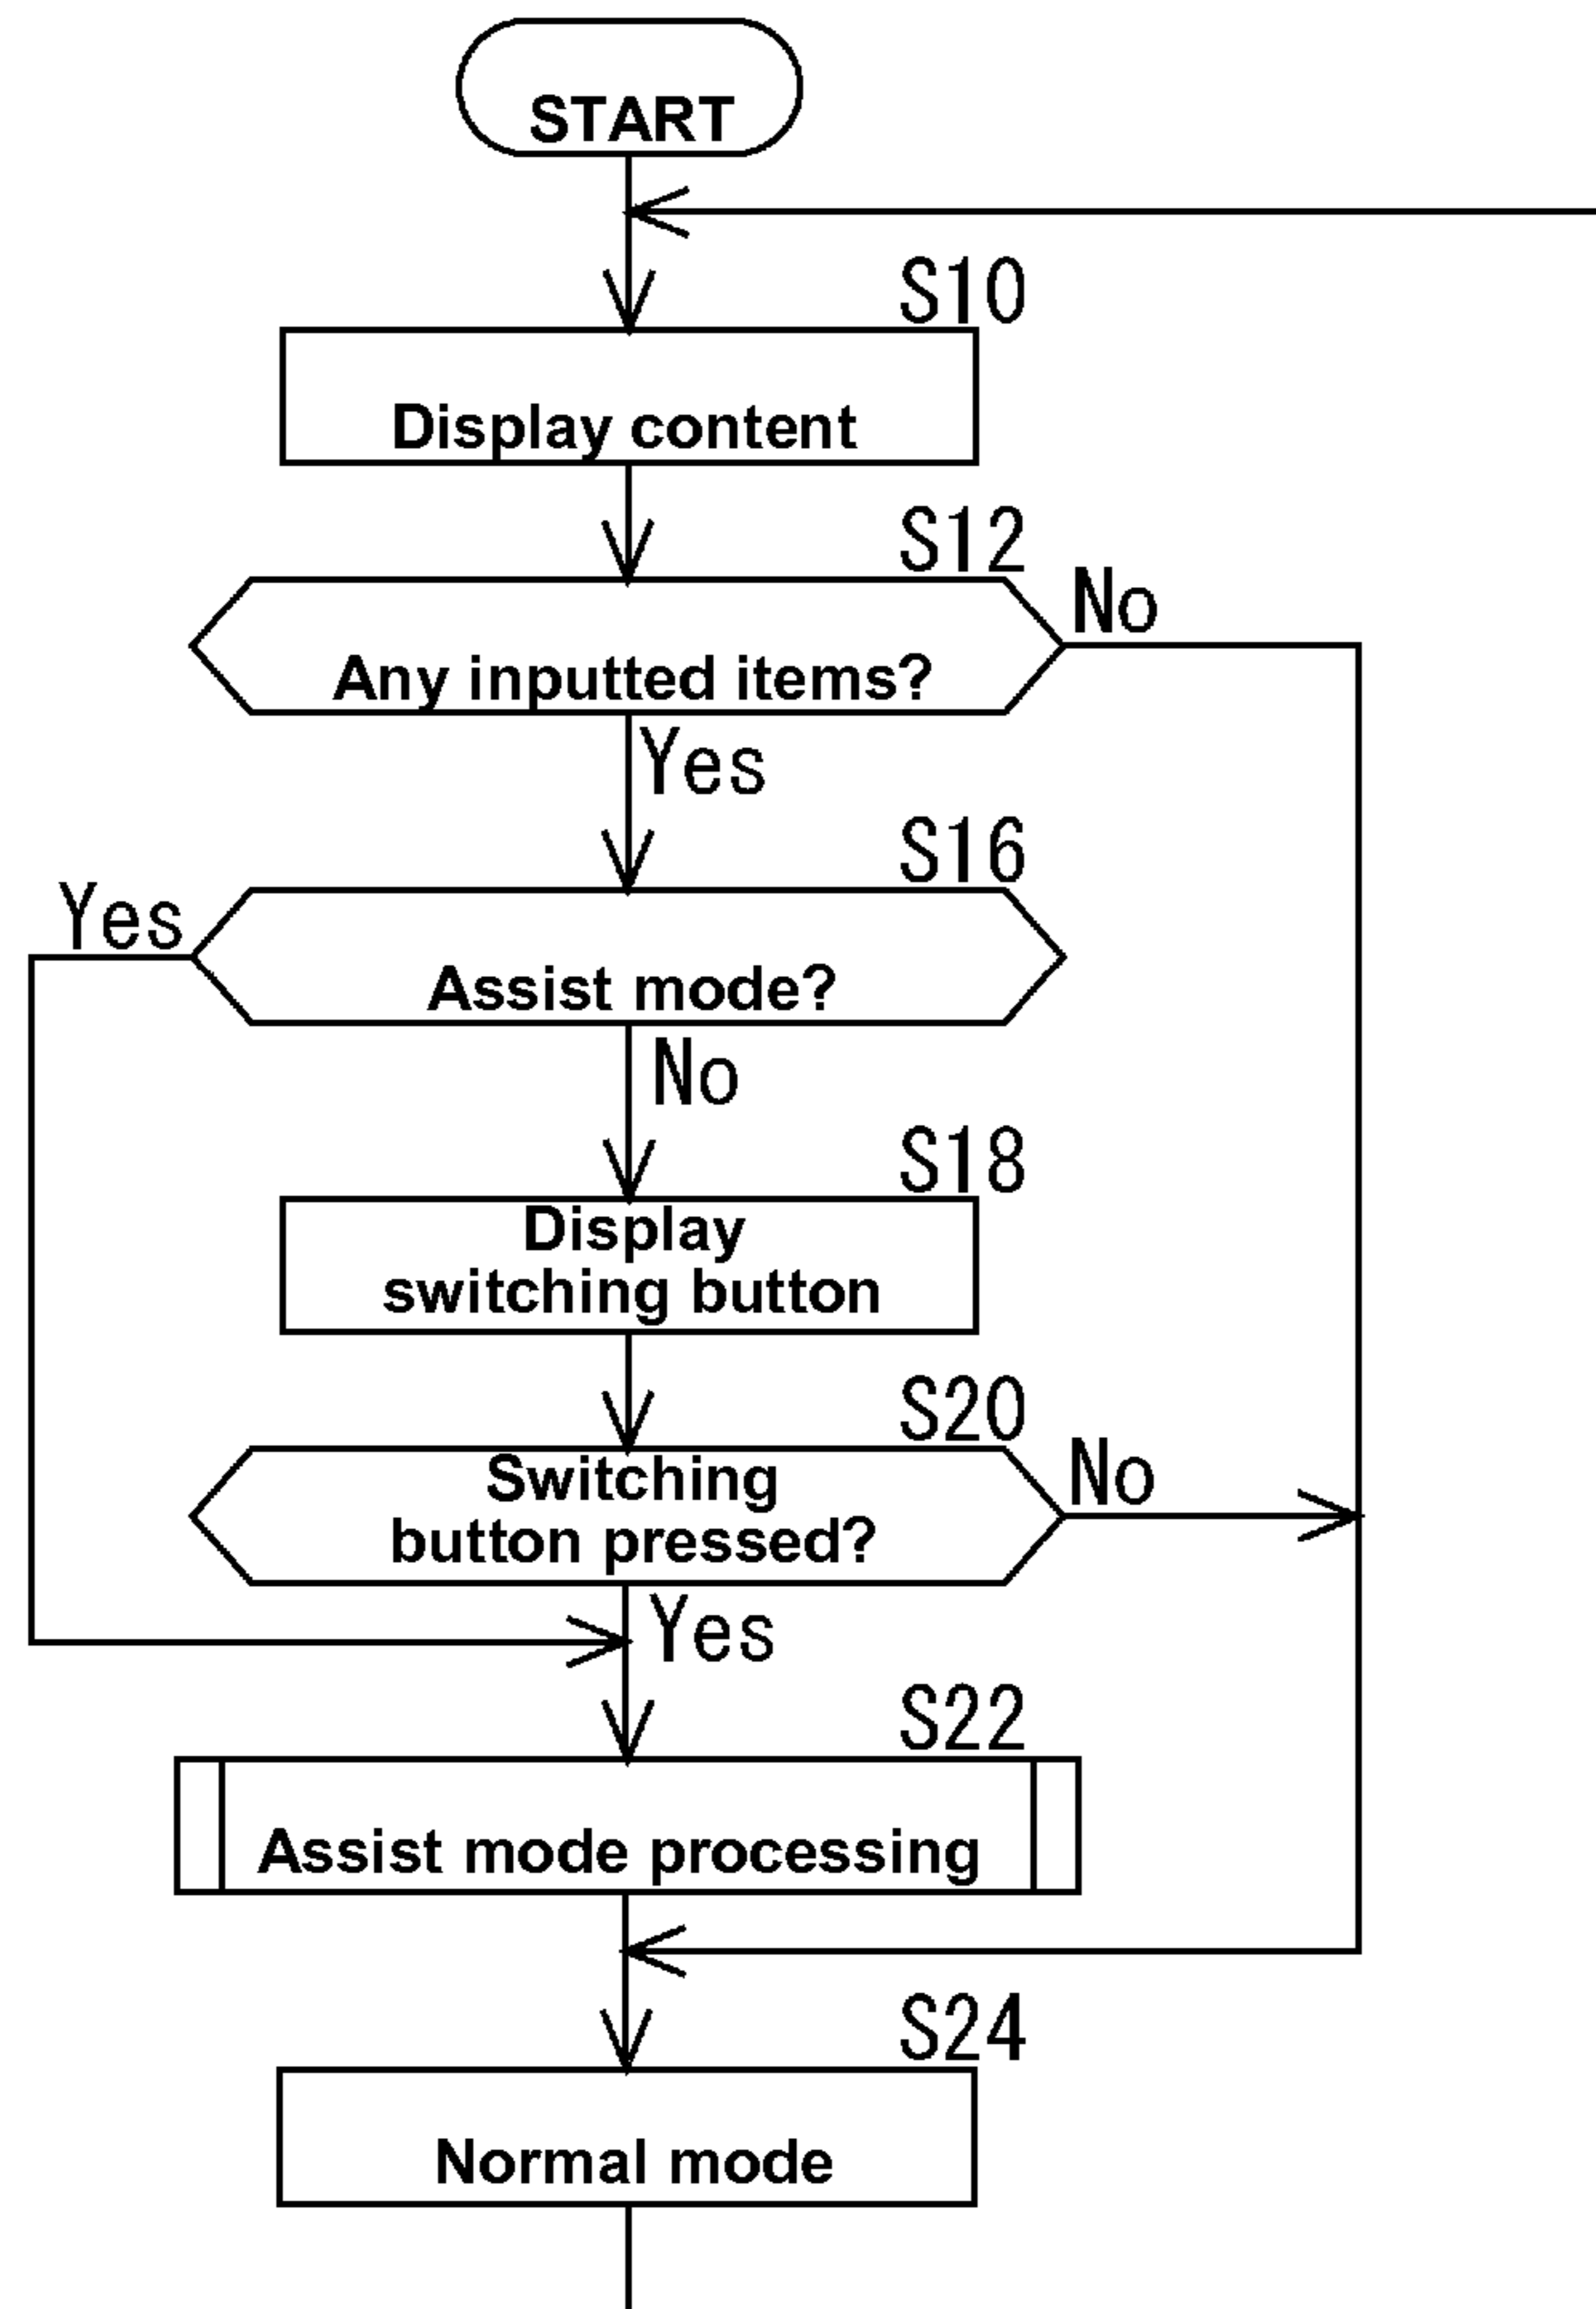 START
S10
Display content
S12
Any inputted items?
No
Yes
S16
Yes
Assist mode?
No
S18
Display
switching button
S20
Switching
button pressed?
No
Yes
S22
Assist mode processing
S24
Normal mode